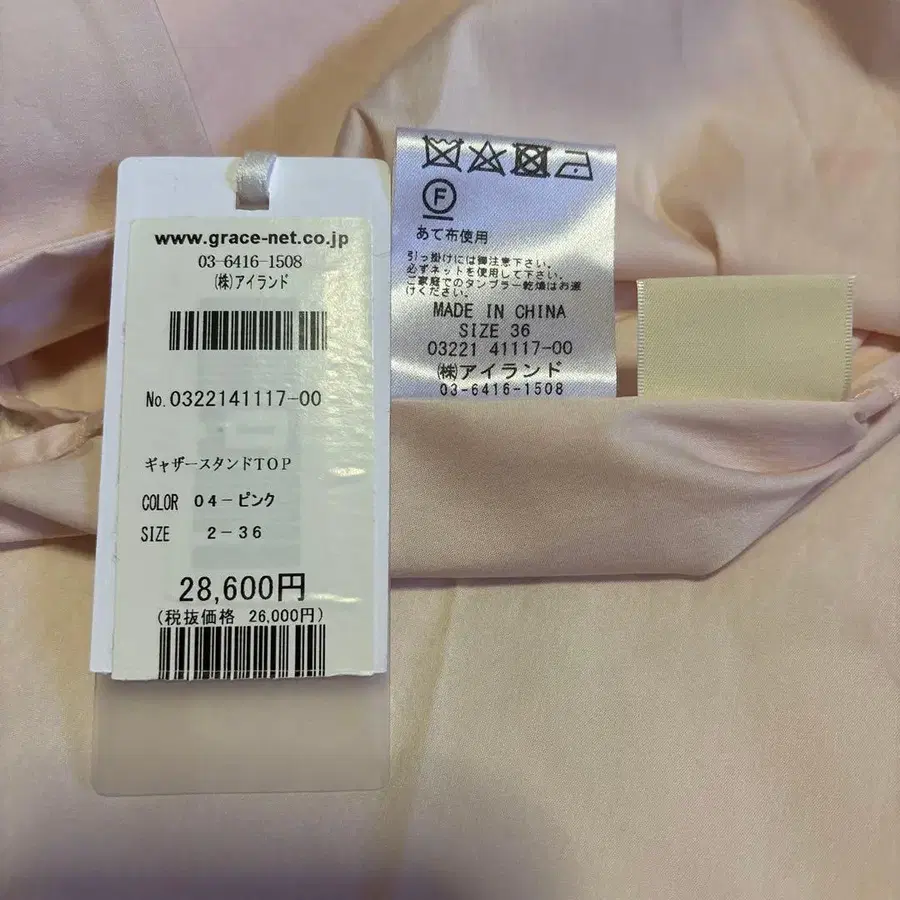 www.grace-net.co.jp
03-6416-1508
(株)アイランド
No.0322141117-00
ギャザースタンドTOP
COLOR 04-ピンク
SIZE 2-36
28,600円
(税抜価格 26,000円)
F
あて布使用
引っ掛けには御注意下さい。
必ずネットを使用して下さい。
ご家庭でのタンブラー乾燥はお避
けください。
MADE IN CHINA
SIZE 36
03221 41117-00
(株)アイランド
03-6416-1508